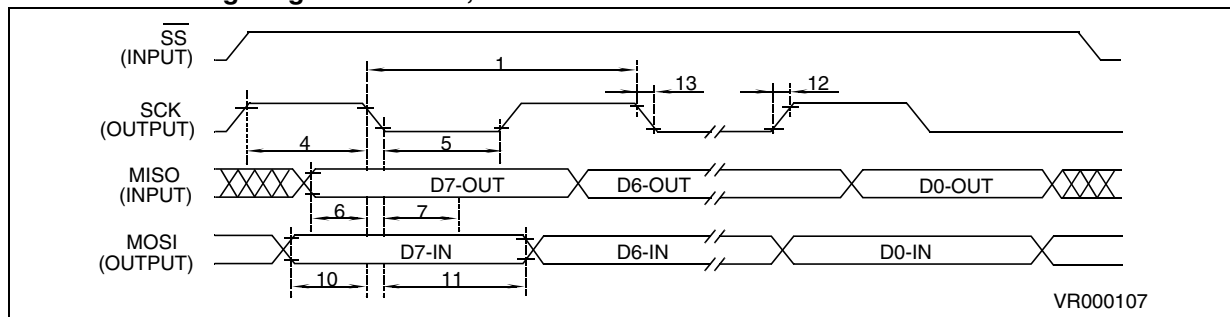 SS
(INPUT)
1
13
12
SCK
(OUTPUT)
4
5
MISO
(INPUT)
D7-OUT
D6-OUT
D0-OUT
6
7
MOSI
(OUTPUT)
D7-IN
D6-IN
D0-IN
10
11
VR000107